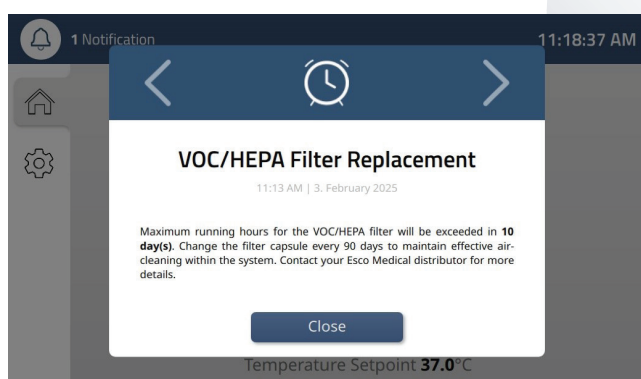 1 Notification
11:18:37 AM
VOC/HEPA Filter Replacement
11:13 AM | 3. February 2025
Maximum running hours for the VOC/HEPA filter will be exceeded in 10
day(s). Change the filter capsule every 90 days to maintain effective air-
cleaning within the system. Contact your Esco Medical distributor for more
details.
Close
Temperature Setpoint 37.0°C